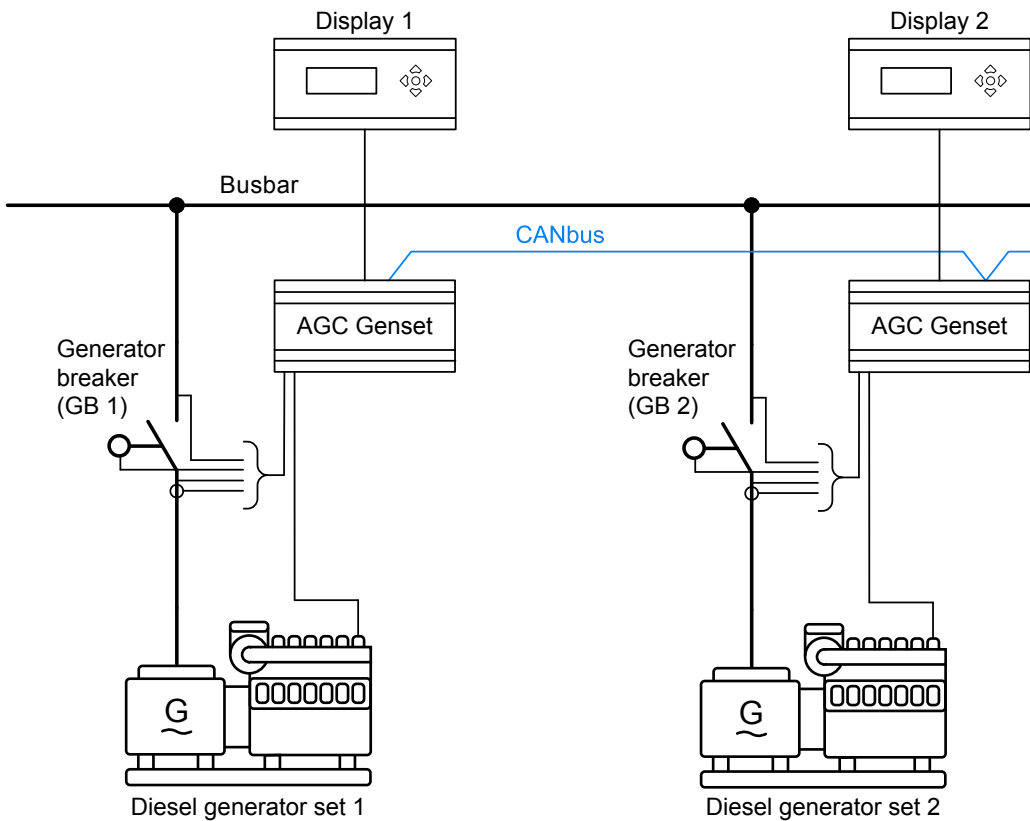 Display 1
Display 2
Busbar
CANbus
AGC Genset
AGC Genset
Generator
breaker
(GB 1)
Generator
breaker
(GB 2)
G
G
Diesel generator set 1
Diesel generator set 2